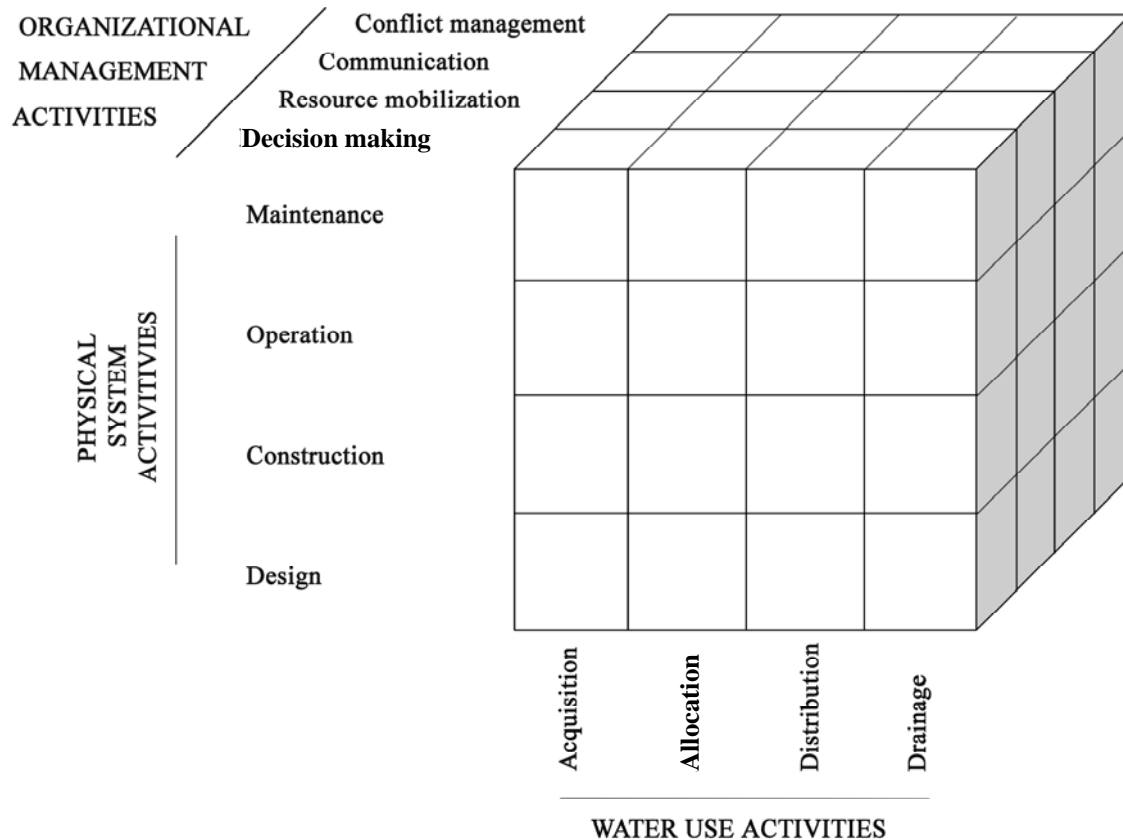 ORGANIZATIONAL
MANAGEMENT
ACTIVITIES
Conflict management
Communication
Resource mobilization
Decision making
Maintenance
Operation
Construction
Design
PHYSICAL
SYSTEM
ACTIVITIVIES
Acquisition
Allocation
Distribution
Drainage
WATER USE ACTIVITIES